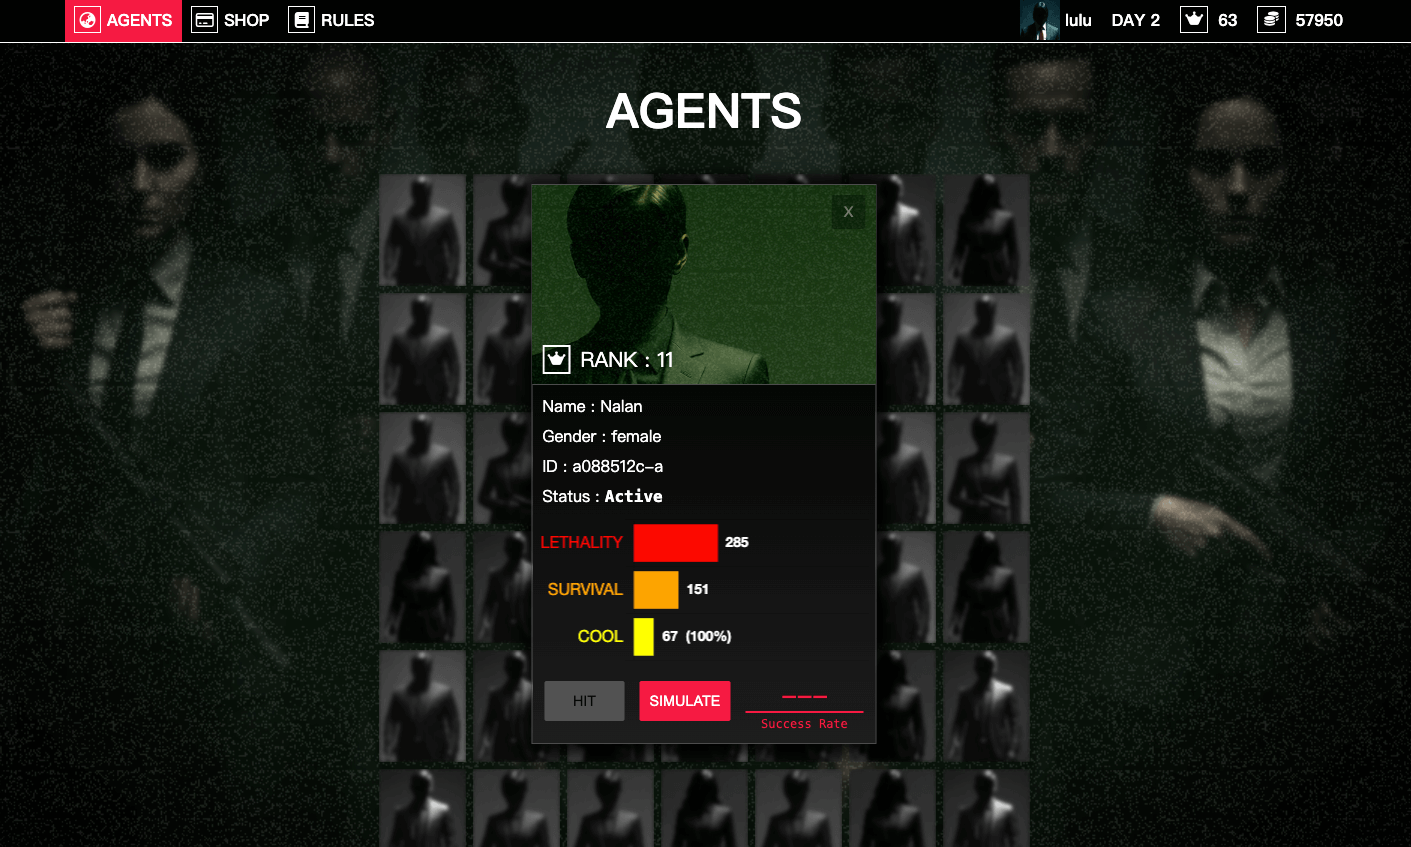 AGENTS SHOP RULES lulu DAY 2 63 57950
AGENTS
X
RANK : 11
Name : Nalan
Gender : female
ID : a088512c-a
Status : Active
LETHALITY 285
SURVIVAL 151
COOL 67 (100%)
HIT SIMULATE ———
Success Rate